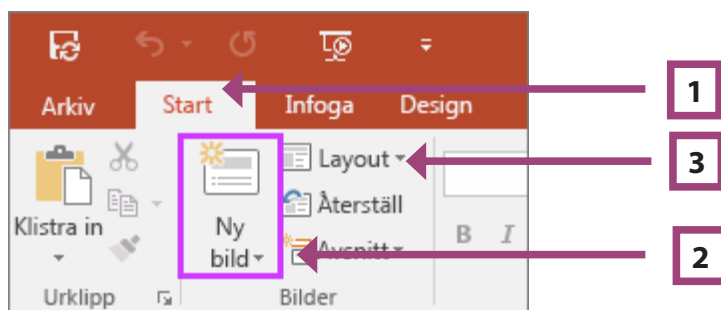 Arkiv Start Infoga Design
1
Layout
3
Klistra in
Ny
bild
Återställ
Avsnitt
B I
2
Urklipp
Bilder